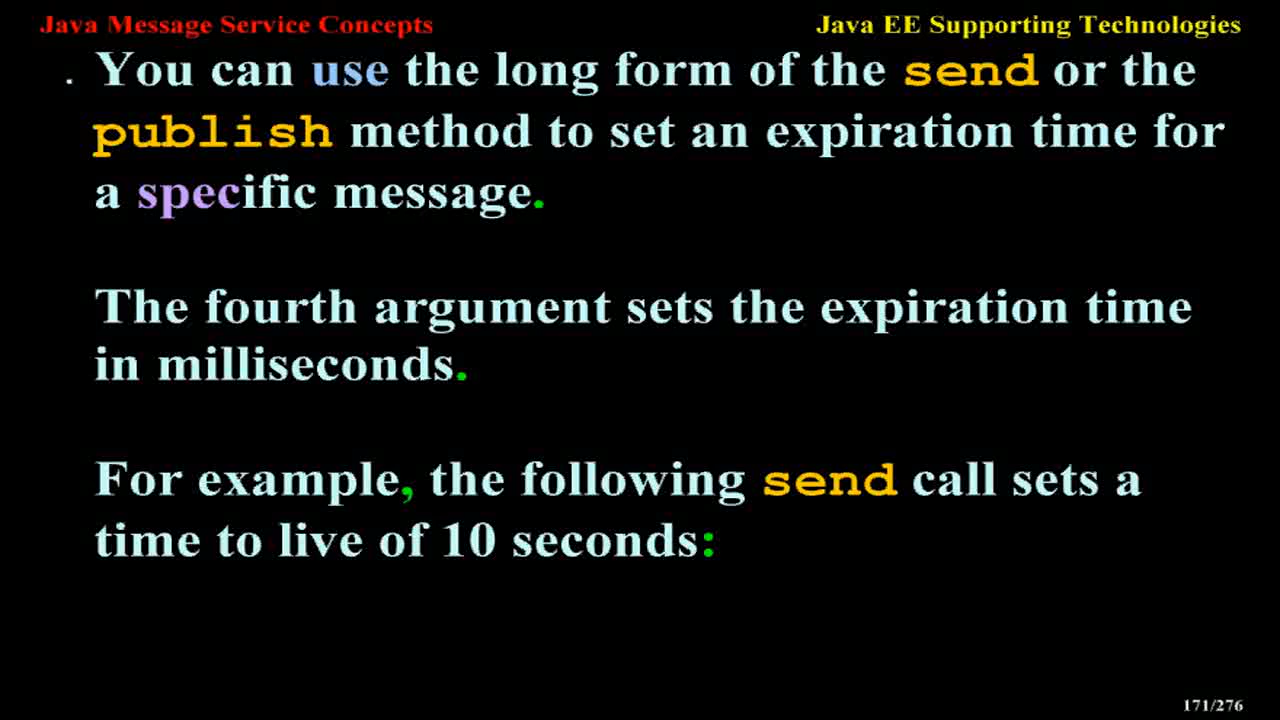 Java Message Service Concepts
Java EE Supporting Technologies
. You can use the long form of the send or the
publish method to set an expiration time for
a specific message.
The fourth argument sets the expiration time
in milliseconds.
For example, the following send call sets a
time to live of 10 seconds:
171/276